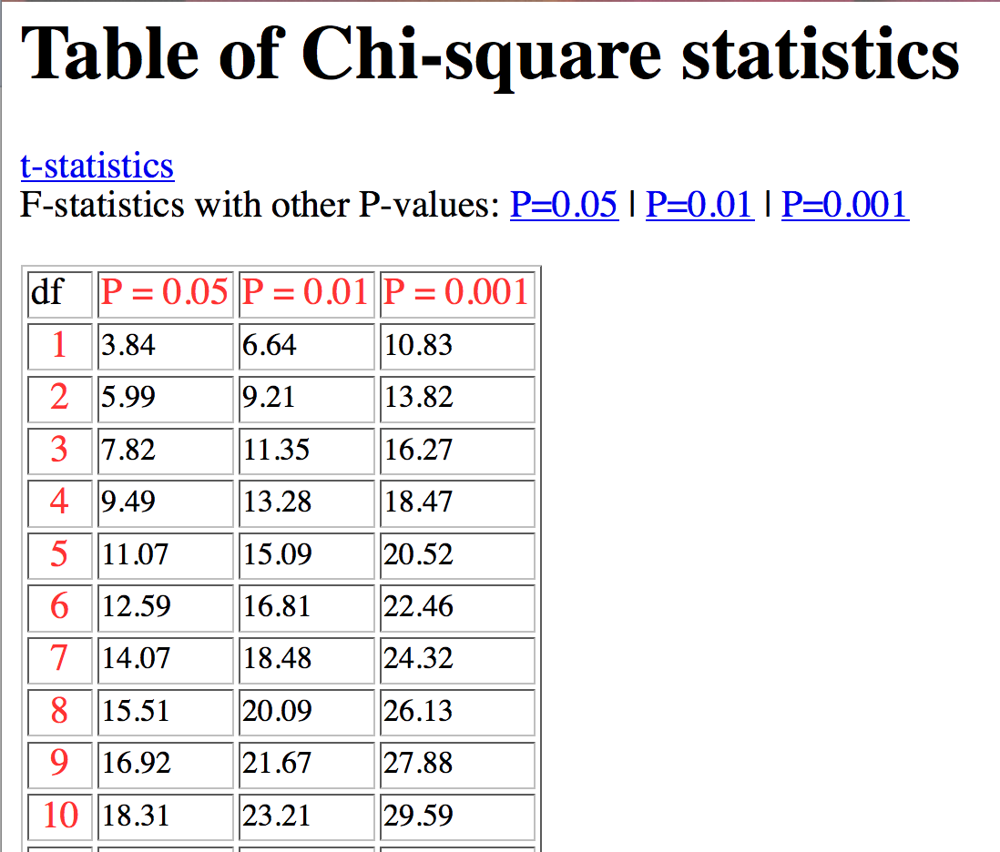 Table of Chi-square statistics
t-statistics
F-statistics with other P-values: P=0.05 | P=0.01 | P=0.001
df P = 0.05 P = 0.01 P = 0.001
1 3.84 6.64 10.83
2 5.99 9.21 13.82
3 7.82 11.35 16.27
4 9.49 13.28 18.47
5 11.07 15.09 20.52
6 12.59 16.81 22.46
7 14.07 18.48 24.32
8 15.51 20.09 26.13
9 16.92 21.67 27.88
10 18.31 23.21 29.59